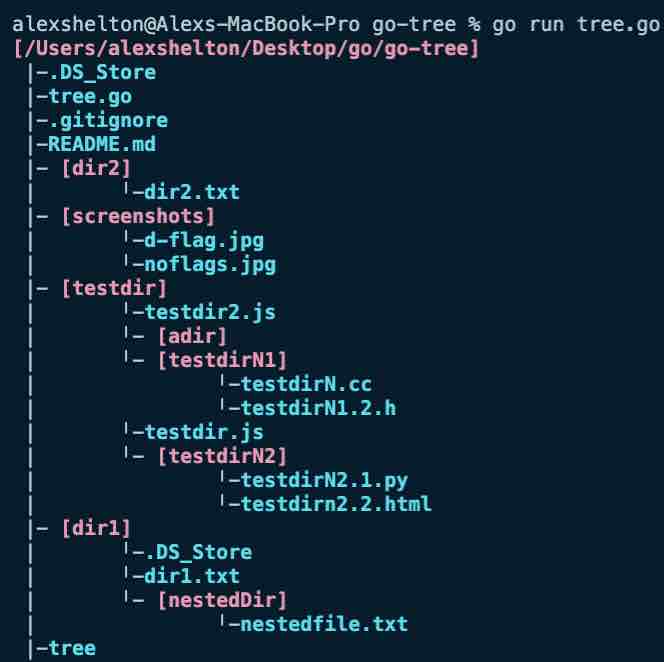 alexshelton@Alexs-MacBook-Pro go-tree % go run tree.go
[/Users/alexshelton/Desktop/go/go-tree]
|-.DS_Store
|-tree.go
|-.gitignore
|-README.md
|- [dir2]
|       ╵-dir2.txt
|- [screenshots]
|       ╵-d-flag.jpg
|       ╵-noflags.jpg
|- [testdir]
|       ╵-testdir2.js
|       ╵- [adir]
|       ╵- [testdirN1]
|               ╵-testdirN.cc
|               ╵-testdirN1.2.h
|       ╵-testdir.js
|       ╵- [testdirN2]
|               ╵-testdirN2.1.py
|               ╵-testdirn2.2.html
|- [dir1]
|       ╵-.DS_Store
|       ╵-dir1.txt
|       ╵- [nestedDir]
|               ╵-nestedfile.txt
|-tree